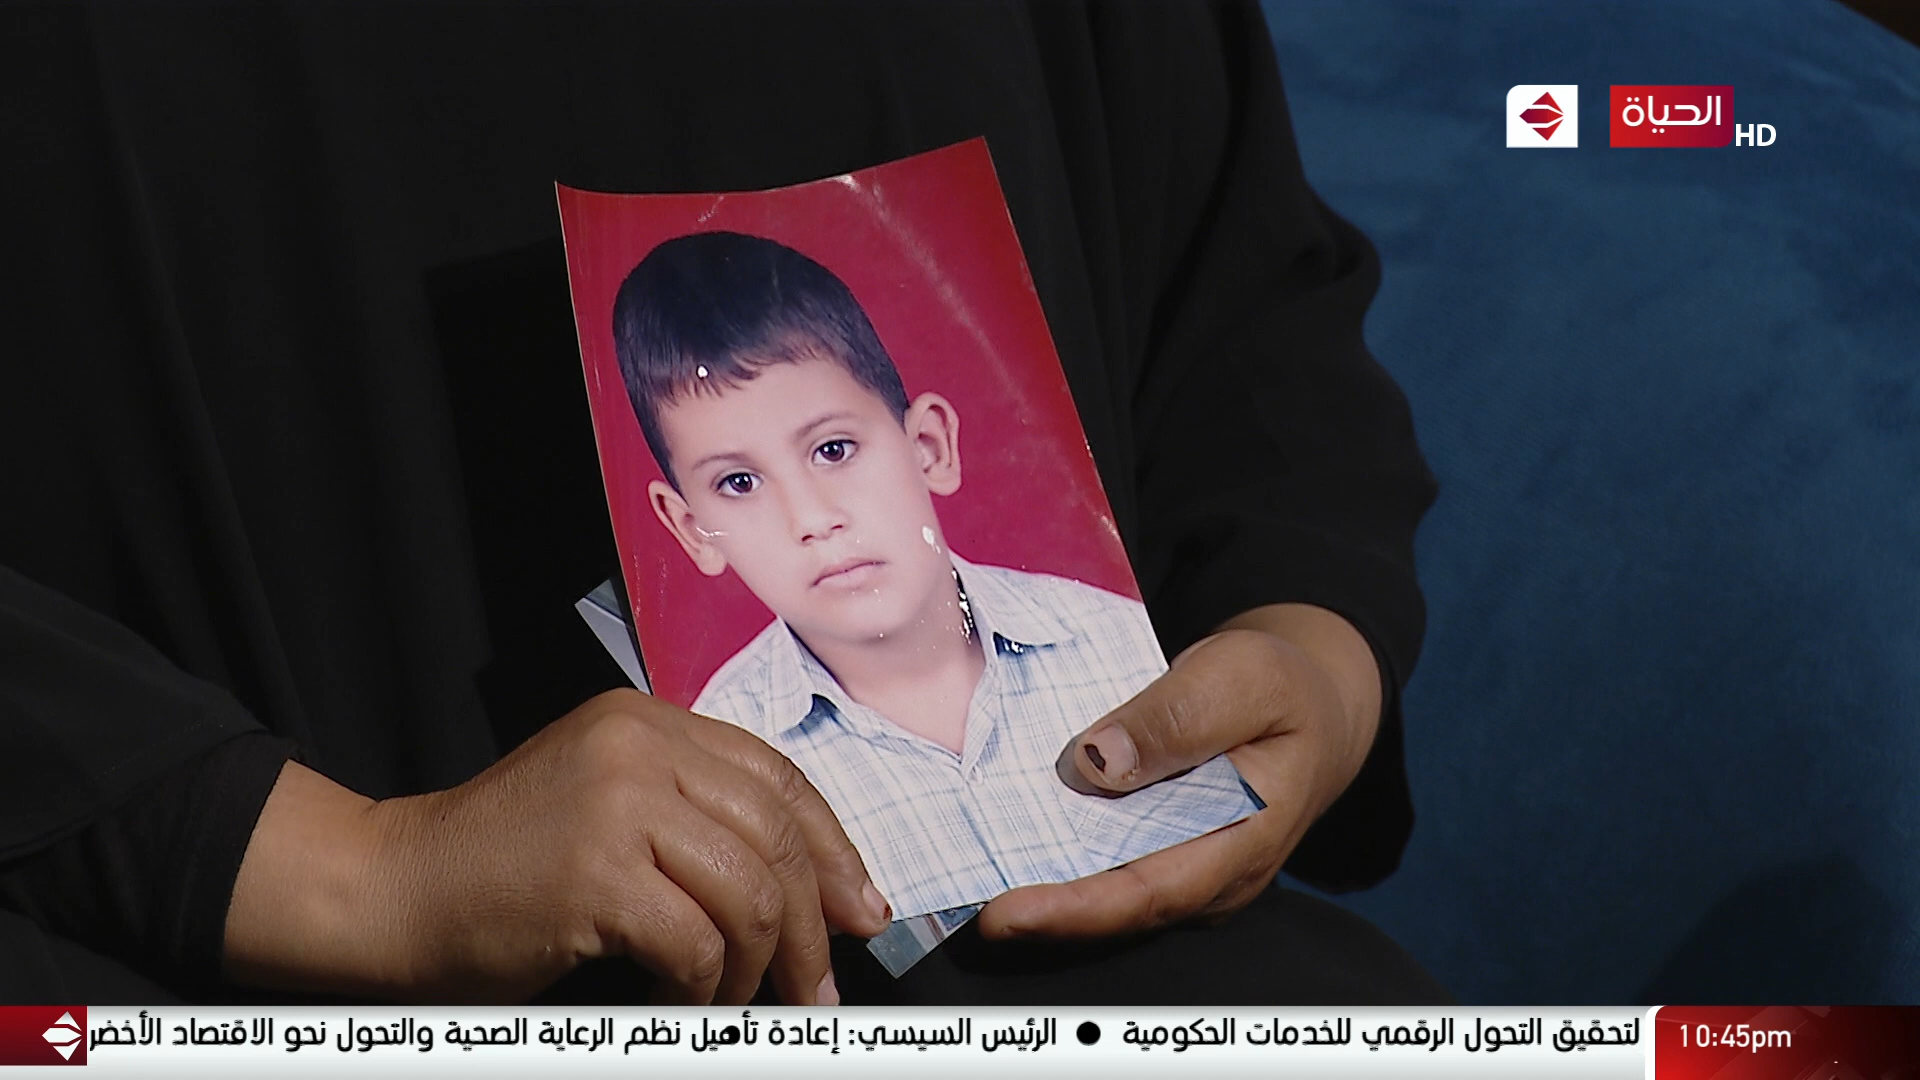 الحياة
HD
لتحقيق التحول الرقمي للخدمات الحكومية ● الرئيس السيسي: إعادة تأهيل نظم الرعاية الصحية والتحول نحو الاقتصاد الأخضر
10:45pm